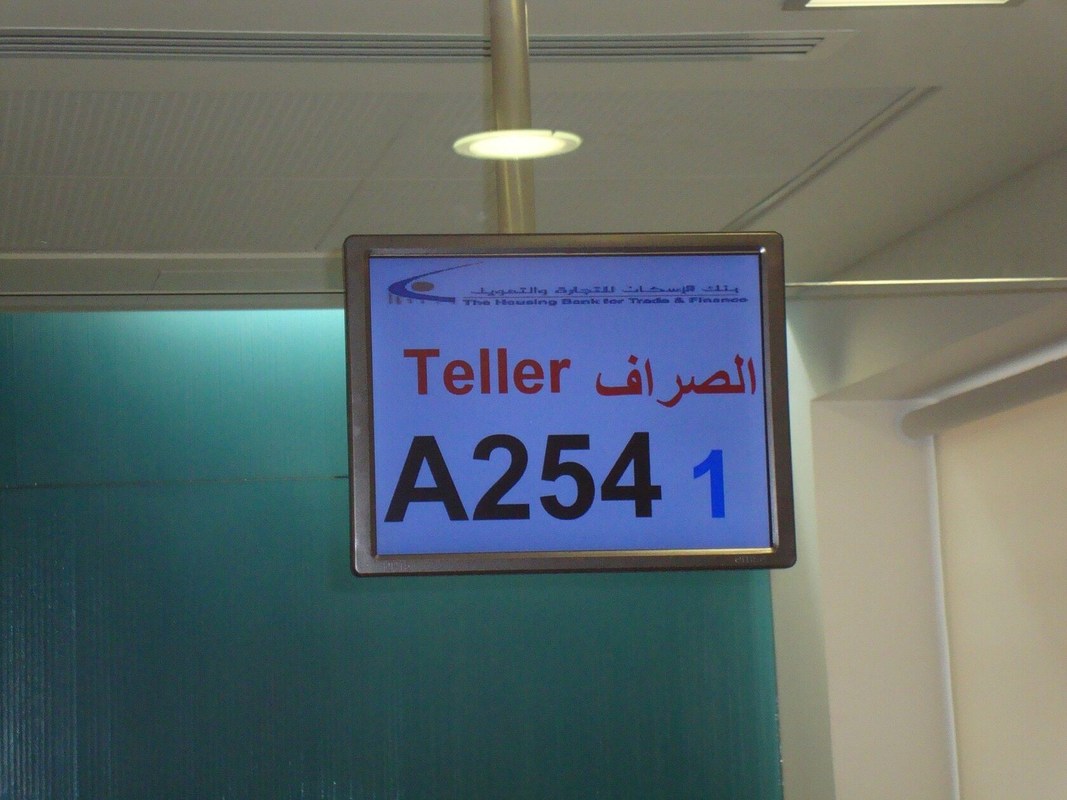 بنك الإسكان للتجارة والتمويل
The Housing Bank for Trade & Finance
Teller الصراف
A254 1